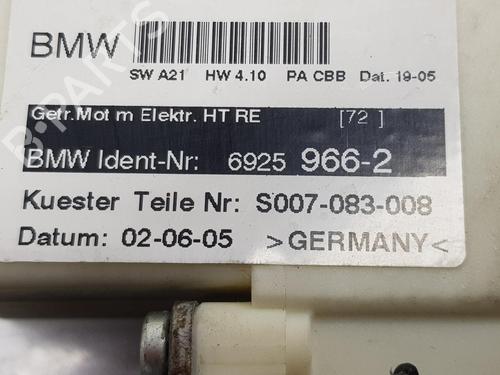 BMW
SW A21 HW 4.10 PA CBB Dat. 19-05
Getr.Mot m Elektr. HT RE [72 ]
BMW Ident-Nr: 6925 966-2
Kuester Teile Nr: S007-083-008
Datum: 02-06-05 >GERMANY<
B-PARTS